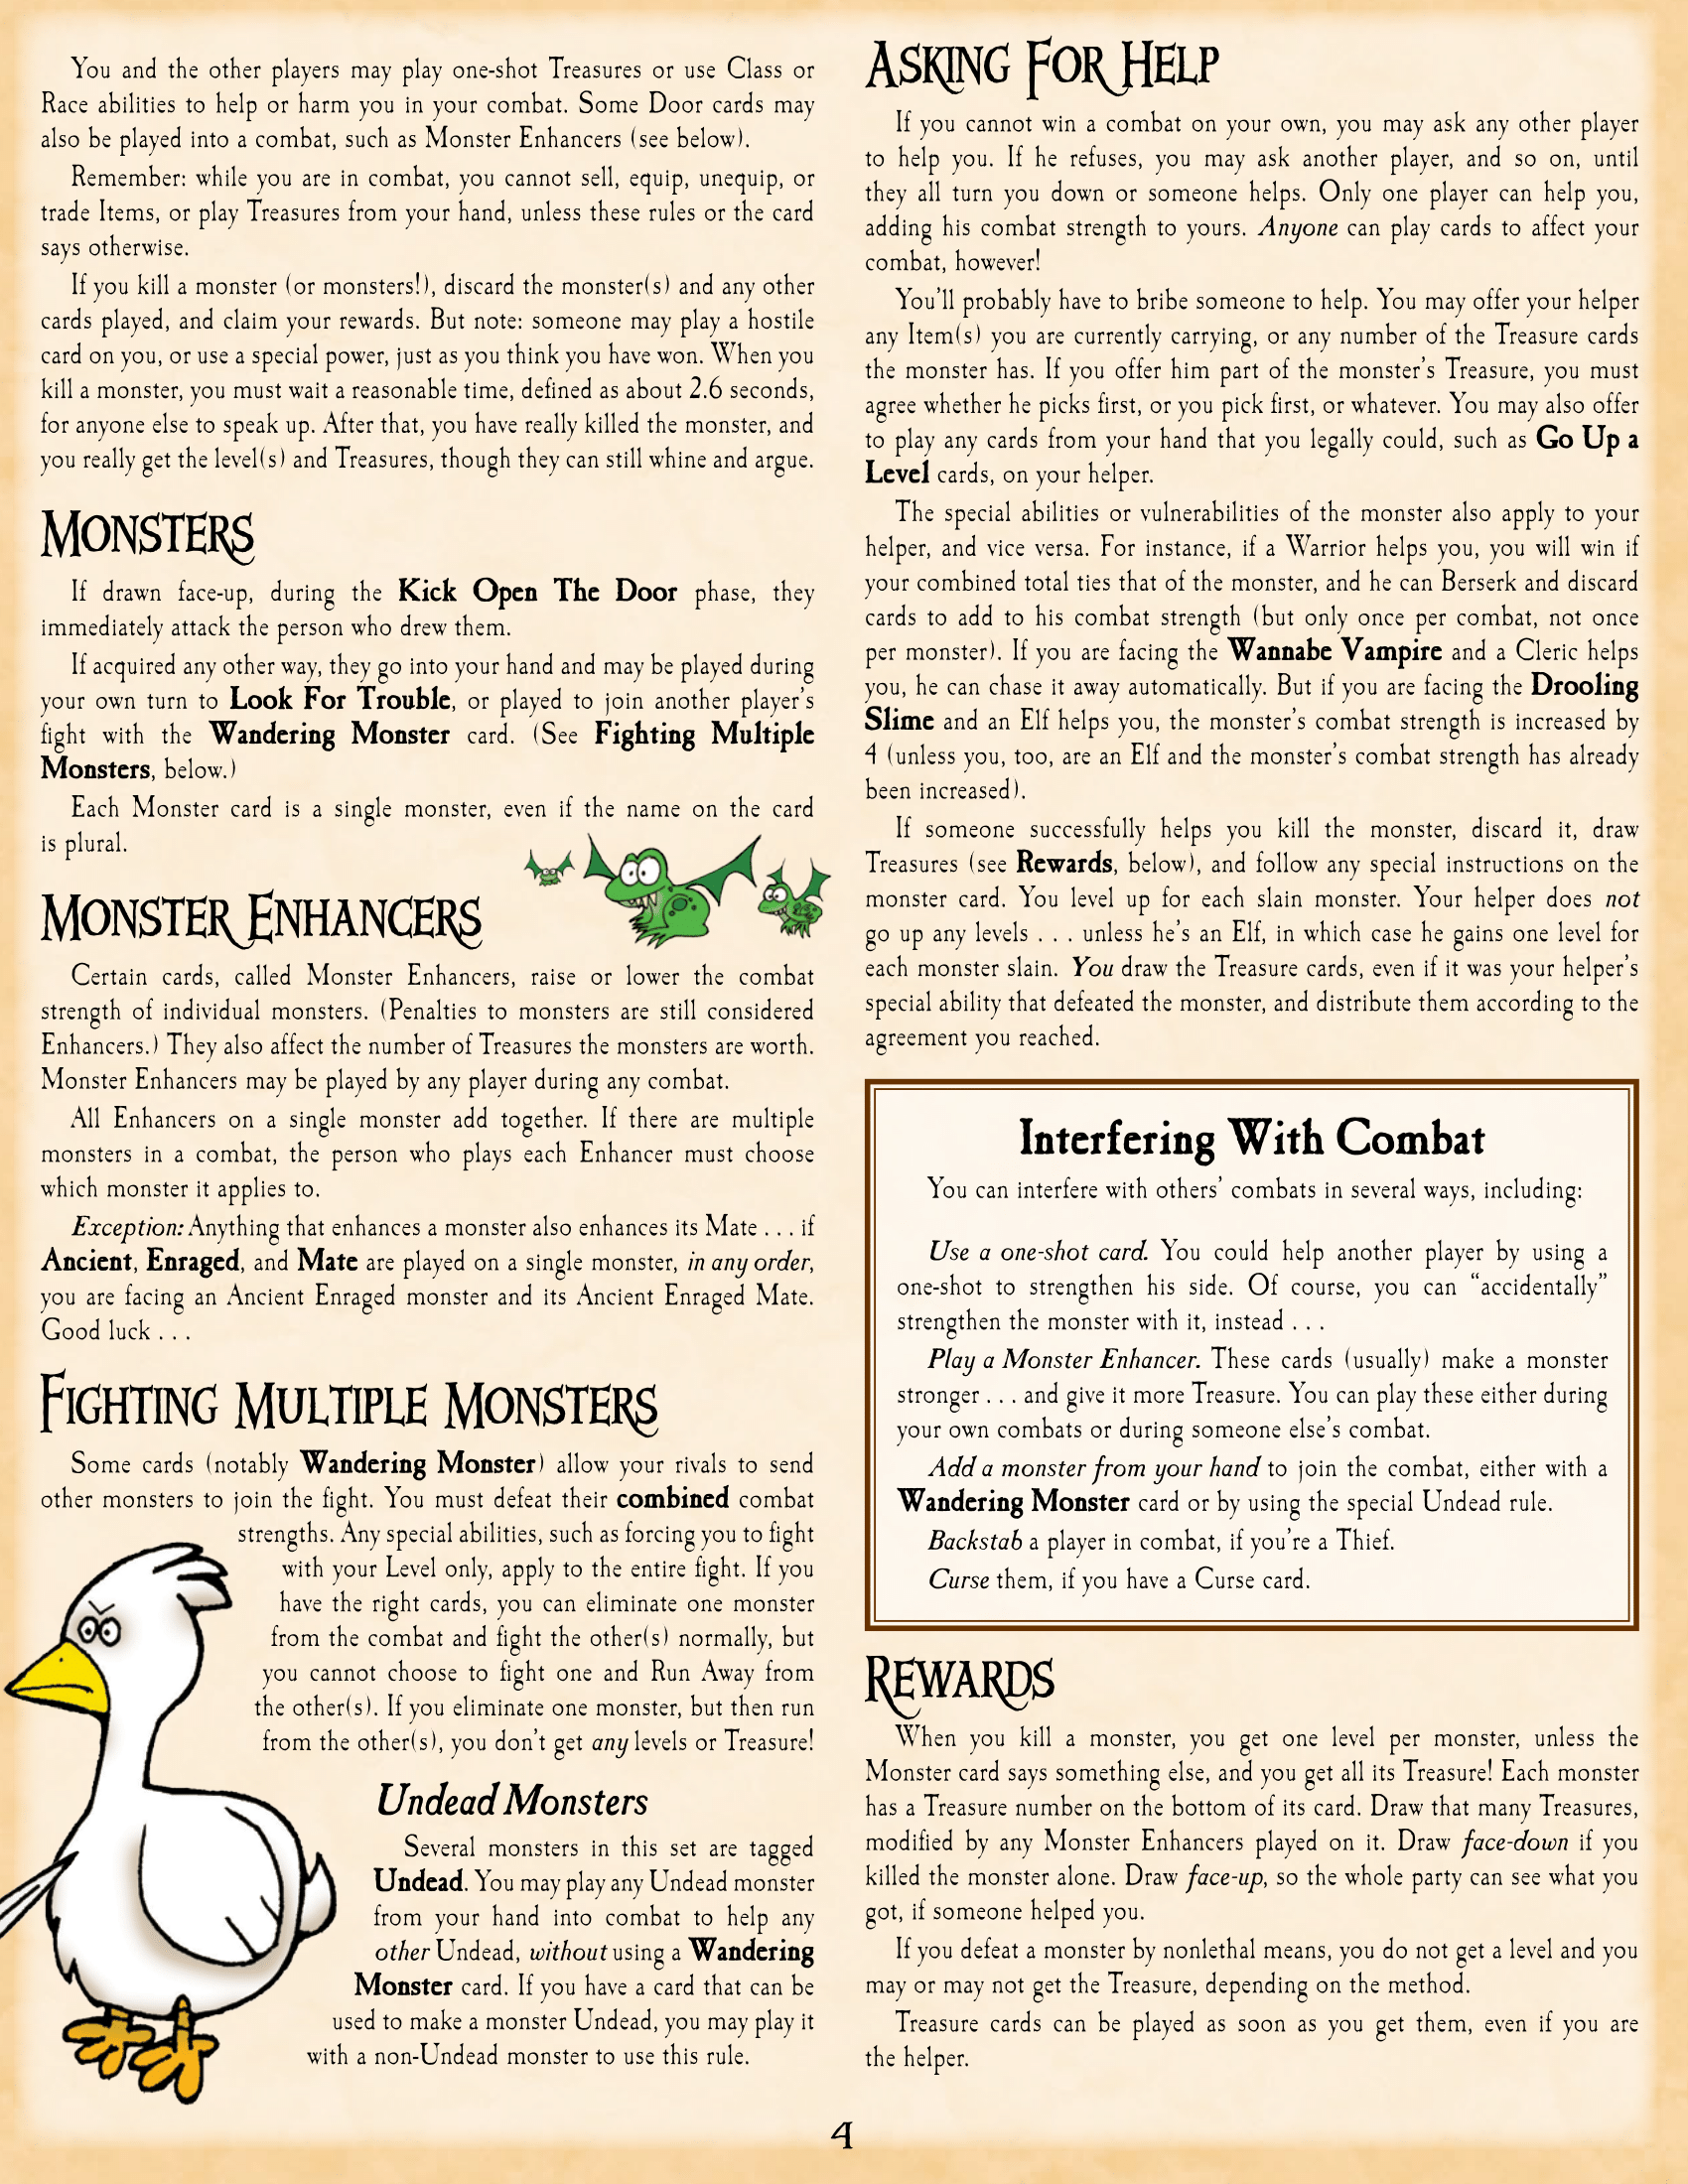 You and the other players may play one-shot Treasures or use Class or
Race abilities to help or harm you in your combat. Some Door cards may
also be played into a combat, such as Monster Enhancers (see below).
Remember: while you are in combat, you cannot sell, equip, unequip, or
trade Items, or play Treasures from your hand, unless these rules or the card
says otherwise.
If you kill a monster (or monsters!), discard the monster(s) and any other
cards played, and claim your rewards. But note: someone may play a hostile
card on you, or use a special power, just as you think you have won. When you
kill a monster, you must wait a reasonable time, defined as about 2.6 seconds,
for anyone else to speak up. After that, you have really killed the monster, and
you really get the level(s) and Treasures, though they can still whine and argue.
MONSTERS
If drawn face-up, during the Kick Open The Door phase, they
immediately attack the person who drew them.
If acquired any other way, they go into your hand and may be played during
your own turn to Look For Trouble, or played to join another player's
fight with the Wandering Monster card. (See Fighting Multiple
Monsters, below.)
Each Monster card is a single monster, even if the name on the card
is plural.
MONSTER ENHANCERS
Certain cards, called Monster Enhancers, raise or lower the combat
strength of individual monsters. (Penalties to monsters are still considered
Enhancers.) They also affect the number of Treasures the monsters are worth.
Monster Enhancers may be played by any player during any combat.
All Enhancers on a single monster add together. If there are multiple
monsters in a combat, the person who plays each Enhancer must choose
which monster it applies to.
Exception: Anything that enhances a monster also enhances its Mate . . . if
Ancient, Enraged, and Mate are played on a single monster, in any order,
you are facing an Ancient Enraged monster and its Ancient Enraged Mate.
Good luck . . .
FIGHTING MULTIPLE MONSTERS
Some cards (notably Wandering Monster) allow your rivals to send
other monsters to join the fight. You must defeat their combined combat
strengths. Any special abilities, such as forcing you to fight
with your Level only, apply to the entire fight. If you
have the right cards, you can eliminate one monster
from the combat and fight the other(s) normally, but
you cannot choose to fight one and Run Away from
the other(s). If you eliminate one monster, but then run
from the other(s), you don't get any levels or Treasure!
Undead Monsters
Several monsters in this set are tagged
Undead. You may play any Undead monster
from your hand into combat to help any
other Undead, without using a Wandering
Monster card. If you have a card that can be
used to make a monster Undead, you may play it
with a non-Undead monster to use this rule.
ASKING FOR HELP
If you cannot win a combat on your own, you may ask any other player
to help you. If he refuses, you may ask another player, and so on, until
they all turn you down or someone helps. Only one player can help you,
adding his combat strength to yours. Anyone can play cards to affect your
combat, however!
You'll probably have to bribe someone to help. You may offer your helper
any Item(s) you are currently carrying, or any number of the Treasure cards
the monster has. If you offer him part of the monster's Treasure, you must
agree whether he picks first, or you pick first, or whatever. You may also offer
to play any cards from your hand that you legally could, such as Go Up a
Level cards, on your helper.
The special abilities or vulnerabilities of the monster also apply to your
helper, and vice versa. For instance, if a Warrior helps you, you will win if
your combined total ties that of the monster, and he can Berserk and discard
cards to add to his combat strength (but only once per combat, not once
per monster). If you are facing the Wannabe Vampire and a Cleric helps
you, he can chase it away automatically. But if you are facing the Drooling
Slime and an Elf helps you, the monster's combat strength is increased by
4 (unless you, too, are an Elf and the monster's combat strength has already
been increased).
If someone successfully helps you kill the monster, discard it, draw
Treasures (see Rewards, below), and follow any special instructions on the
monster card. You level up for each slain monster. Your helper does not
go up any levels . . . unless he's an Elf, in which case he gains one level for
each monster slain. You draw the Treasure cards, even if it was your helper's
special ability that defeated the monster, and distribute them according to the
agreement you reached.
Interfering With Combat
You can interfere with others' combats in several ways, including:
Use a one-shot card. You could help another player by using a
one-shot to strengthen his side. Of course, you can "accidentally"
strengthen the monster with it, instead . . .
Play a Monster Enhancer. These cards (usually) make a monster
stronger . . . and give it more Treasure. You can play these either during
your own combats or during someone else's combat.
Add a monster from your hand to join the combat, either with a
Wandering Monster card or by using the special Undead rule.
Backstab a player in combat, if you're a Thief.
Curse them, if you have a Curse card.
REWARDS
When you kill a monster, you get one level per monster, unless the
Monster card says something else, and you get all its Treasure! Each monster
has a Treasure number on the bottom of its card. Draw that many Treasures,
modified by any Monster Enhancers played on it. Draw face-down if you
killed the monster alone. Draw face-up, so the whole party can see what you
got, if someone helped you.
If you defeat a monster by nonlethal means, you do not get a level and you
may or may not get the Treasure, depending on the method.
Treasure cards can be played as soon as you get them, even if you are
the helper.
4